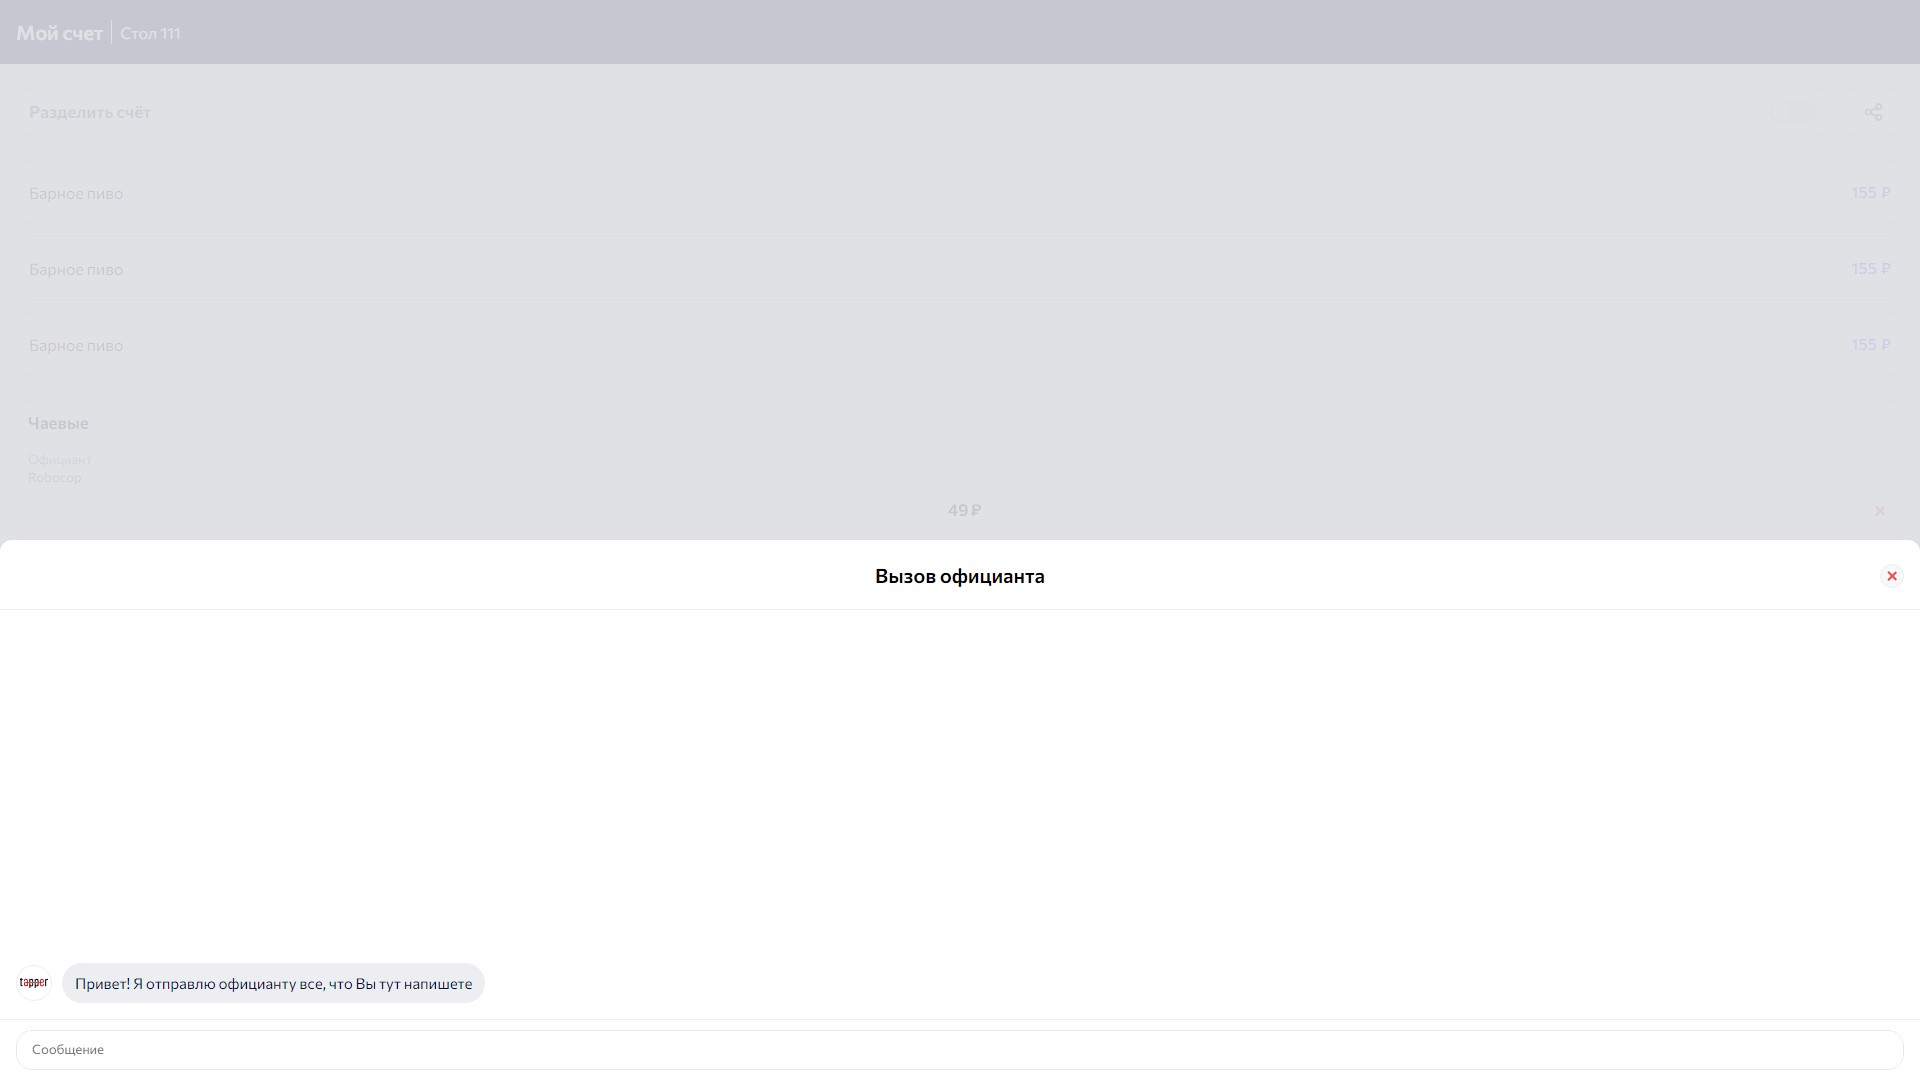 Мой счет
Стол 111
Разделить счёт
Барное пиво
155 ₽
Барное пиво
155 ₽
Барное пиво
155 ₽
Чаевые
Официант
Robocop
49 ₽
Вызов официанта
tapper
Привет! Я отправлю официанту все, что Вы тут напишете
Сообщение